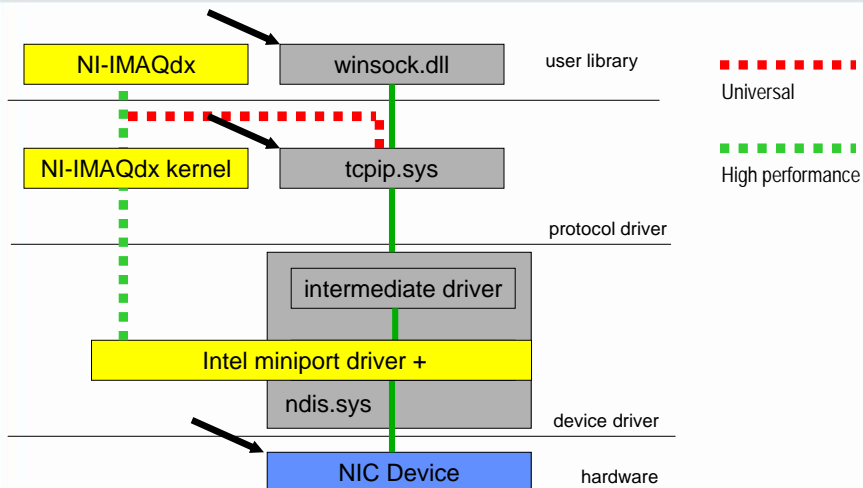 NI-IMAQdx
winsock.dll
user library
Universal
NI-IMAQdx kernel
tcpip.sys
High performance
protocol driver
intermediate driver
Intel miniport driver +
ndis.sys
device driver
NIC Device
hardware